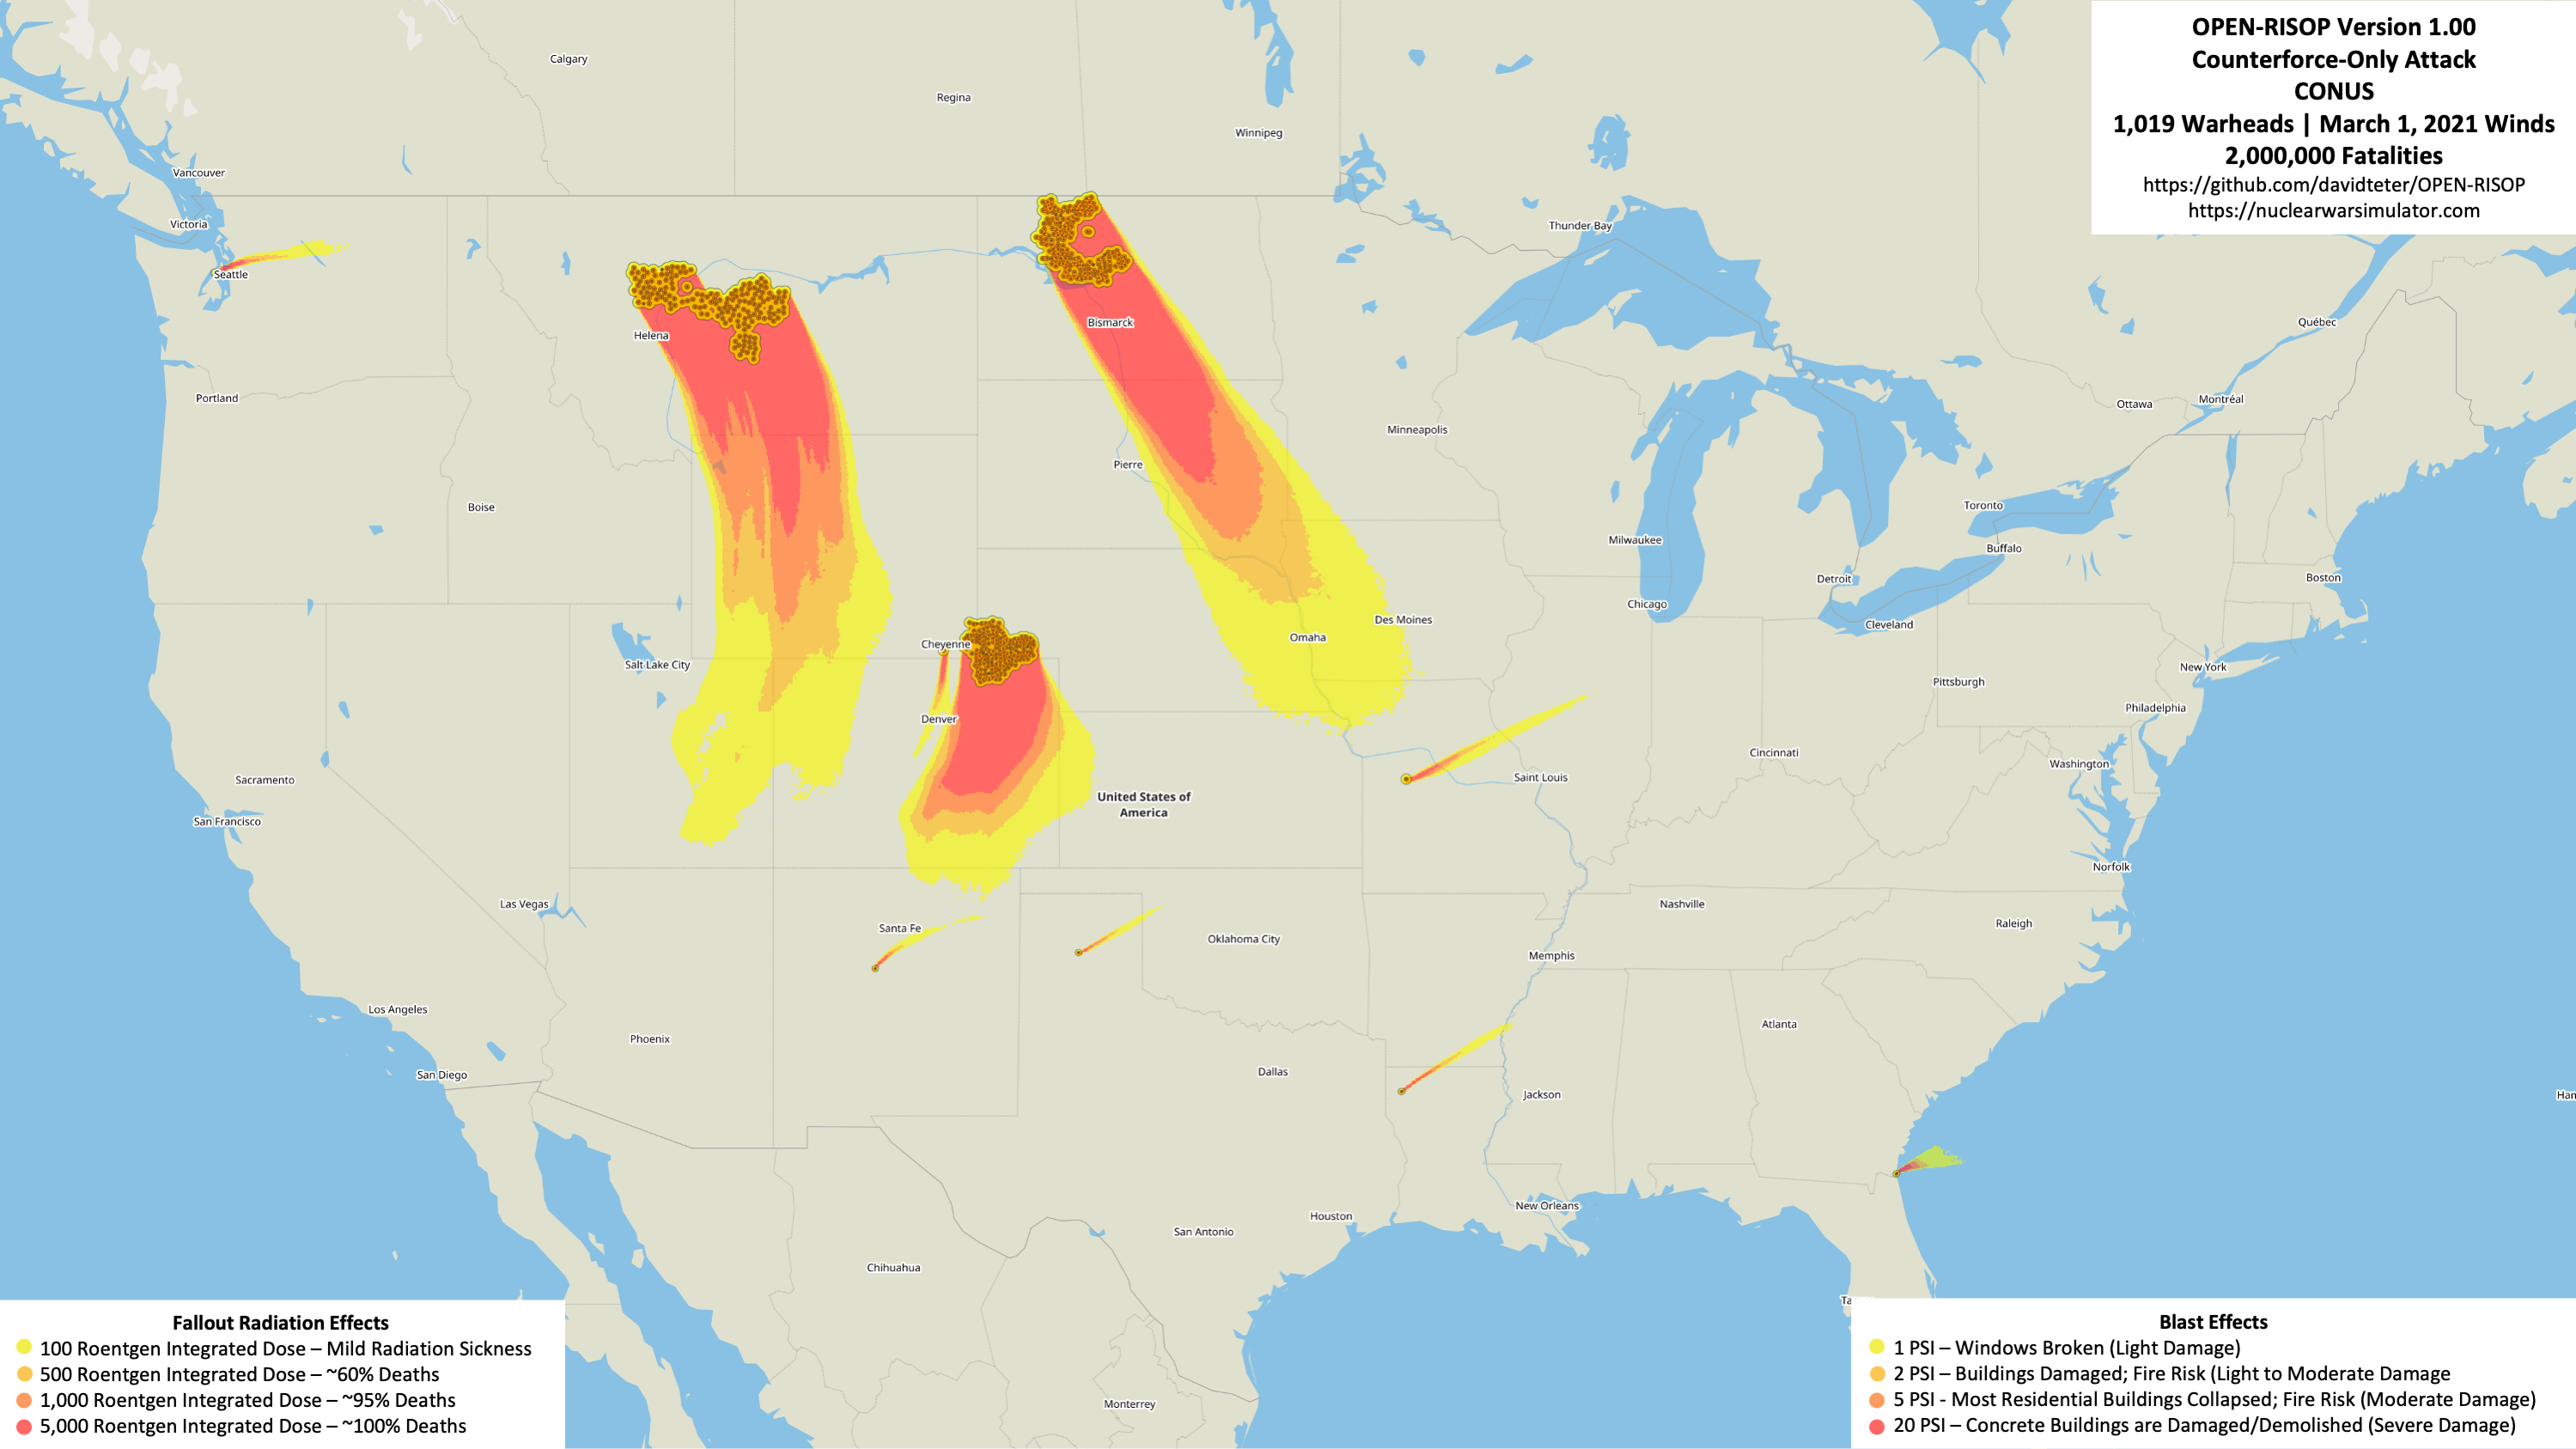 OPEN-RISOP Version 1.00
Counterforce-Only Attack
CONUS
1,019 Warheads | March 1, 2021 Winds
2,000,000 Fatalities
https://github.com/davidteter/OPEN-RISOP
https://nuclearwarsimulator.com
Calgary
Regina
Winnipeg
Vancouver
Victoria
Thunder Bay
Seattle
Bismarck
Québec
Helena
Portland
Montréal
Ottawa
Minneapolis
Pierre
Boise
Toronto
Milwaukee
Buffalo
Detroit
Boston
Chicago
Des Moines
Cleveland
Omaha
Cheyenne
Salt Lake City
New York
Pittsburgh
Denver
Philadelphia
Cincinnati
Washington
Saint Louis
Sacramento
United States of
America
San Francisco
Norfolk
Las Vegas
Nashville
Santa Fe
Raleigh
Oklahoma City
Memphis
Los Angeles
Atlanta
Phoenix
Dallas
San Diego
Jackson
Ham
New Orleans
Houston
San Antonio
Chihuahua
Ta
Monterrey
Fallout Radiation Effects
100 Roentgen Integrated Dose – Mild Radiation Sickness
500 Roentgen Integrated Dose – ~60% Deaths
1,000 Roentgen Integrated Dose – ~95% Deaths
5,000 Roentgen Integrated Dose – ~100% Deaths
Blast Effects
1 PSI – Windows Broken (Light Damage)
2 PSI – Buildings Damaged; Fire Risk (Light to Moderate Damage
5 PSI - Most Residential Buildings Collapsed; Fire Risk (Moderate Damage)
20 PSI – Concrete Buildings are Damaged/Demolished (Severe Damage)